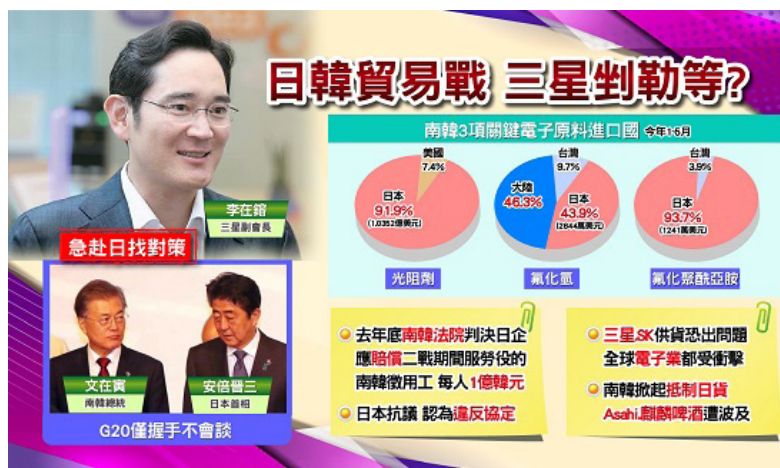 日韓貿易戰 三星剉勒等?
李在鎔
三星副會長
急赴日找對策
文在寅
南韓總統
安倍晉三
日本首相
G20僅握手不會談
南韓3項關鍵電子原料進口國 今年1-5月
美國
7.4%
日本
91.9%
(1.0352億美元)
光阻劑
台灣
9.7%
大陸
46.3%
日本
43.9%
(2844萬美元)
氟化氫
台灣
3.9%
日本
93.7%
(1241萬美元)
氟化聚醯亞胺
去年底南韓法院判決日企
應賠償二戰期間服勞役的
南韓徵用工 每人1億韓元
日本抗議 認為違反協定
三星.SK供貨恐出問題
全球電子業都受衝擊
南韓掀起抵制日貨
Asahi.麒麟啤酒遭波及